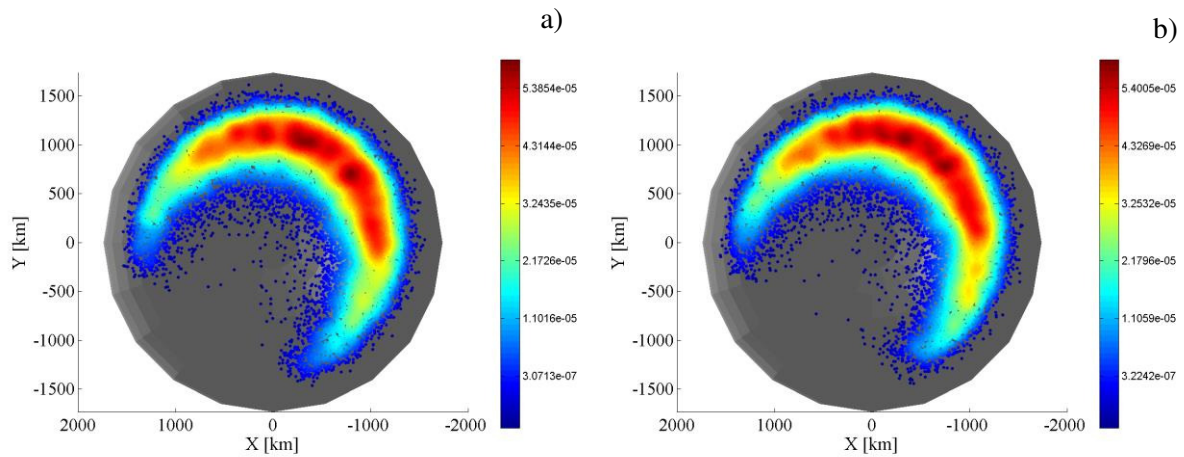 a)
1500
1000
500
0
-500
-1000
-1500
Y [km]
2000
1000
0
-1000
-2000
X [km]
5.3854e-05
4.3144e-05
3.2435e-05
2.1726e-05
1.1016e-05
3.0713e-07
b)
1500
1000
500
0
-500
-1000
-1500
Y [km]
2000
1000
0
-1000
-2000
X [km]
5.4005e-05
4.3269e-05
3.2532e-05
2.1796e-05
1.1059e-05
3.2242e-07